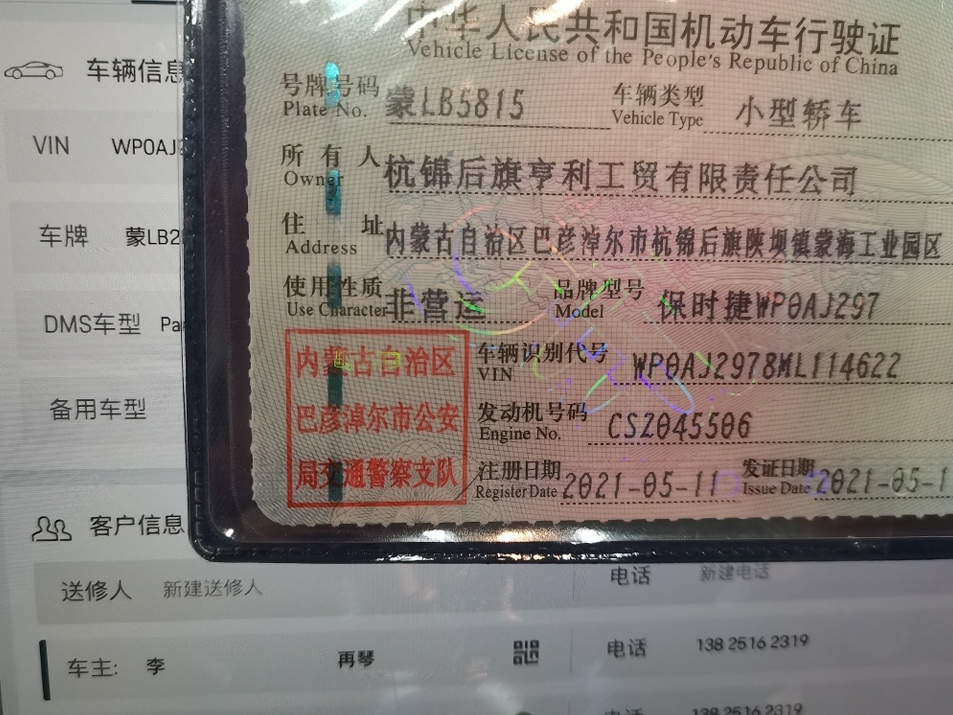 中华人民共和国机动车行驶证
Vehicle License of the People's Republic of China
号牌号码 蒙LB5815 车辆类型 小型轿车
Plate No. Vehicle Type
所有人 杭锦后旗亨利工贸有限责任公司
Owner
住址 内蒙古自治区巴彦淖尔市杭锦后旗陕坝镇蒙海工业园区
Address
使用性质 非营运 品牌型号 保时捷WP0AJ297
Use Character Model
内蒙古自治区
巴彦淖尔市公安
局交通警察支队
车辆识别代号 WP0AJ2978ML114622
VIN
发动机号码 CSZ045506
Engine No.
注册日期 2021-05-11 发证日期 2021-05-1
Register Date Issue Date
车辆信息
VIN WP0AJ2
车牌 蒙LB2
DMS车型 Pa
备用车型
客户信息
送修人 新建送修人 电话 新建电话
车主: 李 再琴 电话 138 2516 2319
138 2516 2319